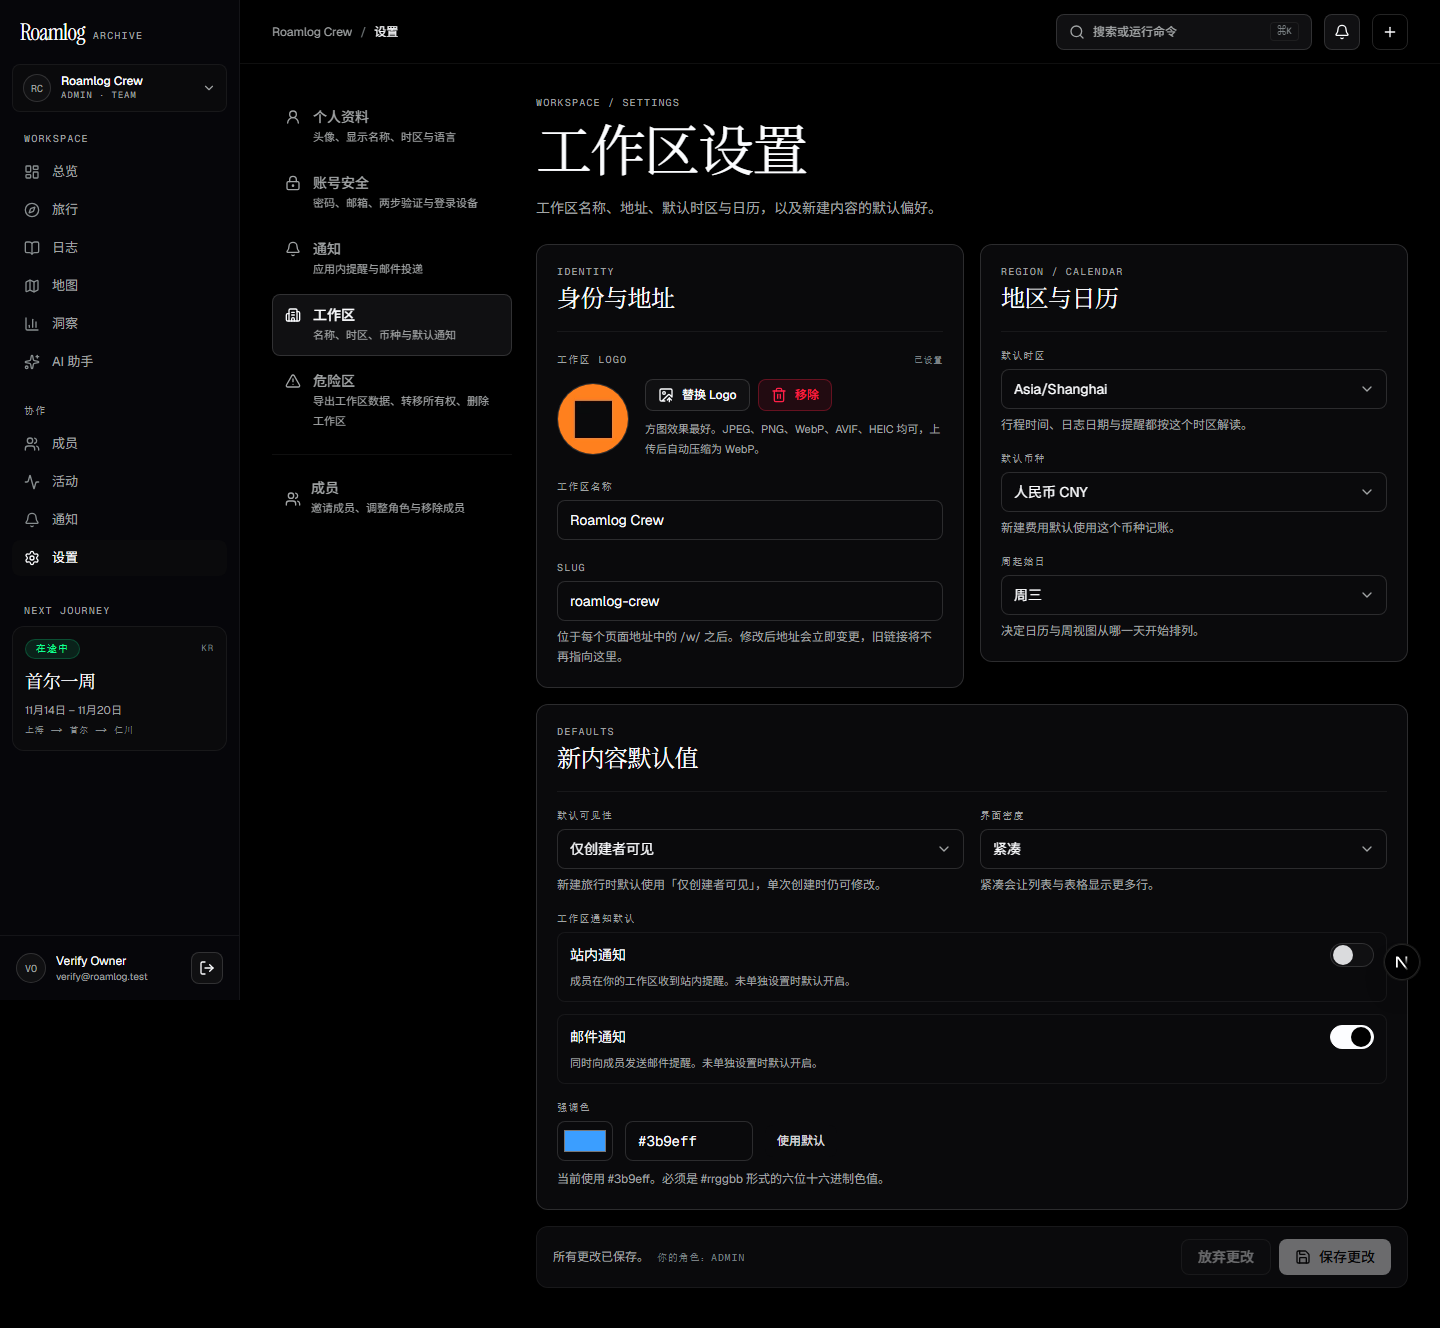 Roamlog ARCHIVE
RC
Roamlog Crew
ADMIN · TEAM
WORKSPACE
总览
旅行
日志
地图
洞察
AI 助手
协作
成员
活动
通知
设置
NEXT JOURNEY
在途中
KR
首尔一周
11月14日 – 11月20日
上海 → 首尔 → 仁川
VO
Verify Owner
verify@roamlog.test
Roamlog Crew / 设置
搜索或运行命令
⌘K
个人资料
头像、显示名称、时区与语言
账号安全
密码、邮箱、两步验证与登录设备
通知
应用内提醒与邮件投递
工作区
名称、时区、币种与默认通知
危险区
导出工作区数据、转移所有权、删除
工作区
成员
邀请成员、调整角色与移除成员
WORKSPACE / SETTINGS
工作区设置
工作区名称、地址、默认时区与日历，以及新建内容的默认偏好。
IDENTITY
身份与地址
工作区 LOGO
已设置
替换 Logo
移除
方图效果最好。JPEG、PNG、WebP、AVIF、HEIC 均可，上
传后自动压缩为 WebP。
工作区名称
Roamlog Crew
SLUG
roamlog-crew
位于每个页面地址中的 /w/ 之后。修改后地址会立即变更，旧链接将不
再指向这里。
REGION / CALENDAR
地区与日历
默认时区
Asia/Shanghai
行程时间、日志日期与提醒都按这个时区解读。
默认币种
人民币 CNY
新建费用默认使用这个币种记账。
周起始日
周三
决定日历与周视图从哪一天开始排列。
DEFAULTS
新内容默认值
默认可见性
仅创建者可见
新建旅行时默认使用「仅创建者可见」，单次创建时仍可修改。
界面密度
紧凑
紧凑会让列表与表格显示更多行。
工作区通知默认
站内通知
成员在你的工作区收到站内提醒。未单独设置时默认开启。
邮件通知
同时向成员发送邮件提醒。未单独设置时默认开启。
N
强调色
#3b9eff
使用默认
当前使用 #3b9eff。必须是 #rrggbb 形式的六位十六进制色值。
所有更改已保存。
你的角色：ADMIN
放弃更改
保存更改